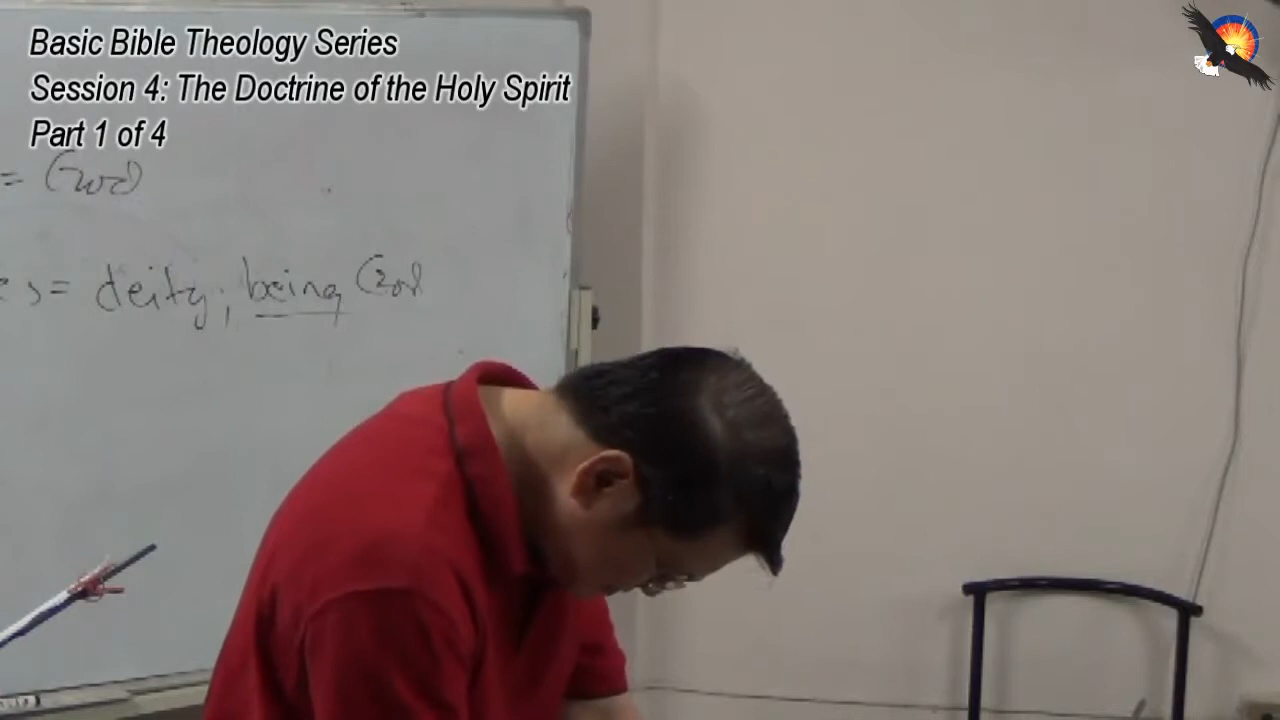 Basic Bible Theology Series
Session 4: The Doctrine of the Holy Spirit
Part 1 of 4
= God
es = deity; being God